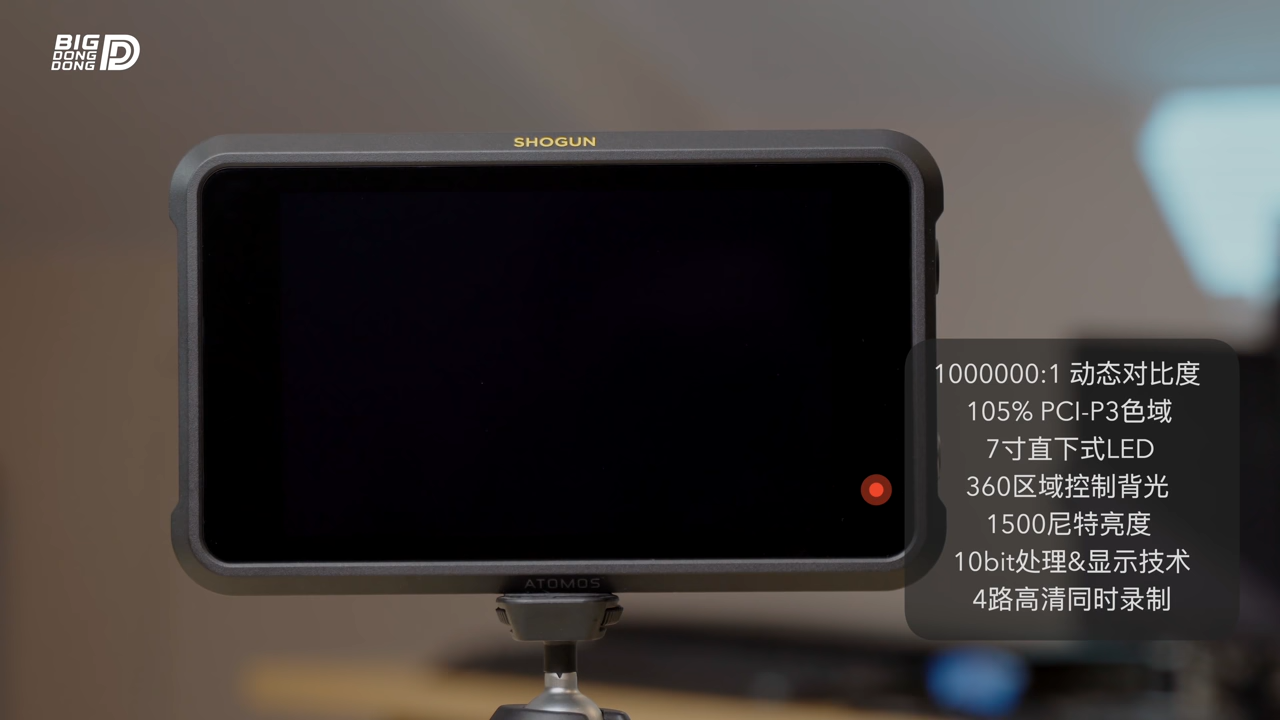 BIG
DONG
DONG
SHOGUN
1000000:1 动态对比度
105% PCI-P3色域
7寸直下式LED
360区域控制背光
1500尼特亮度
10bit处理&显示技术
4路高清同时录制
ATOMOS